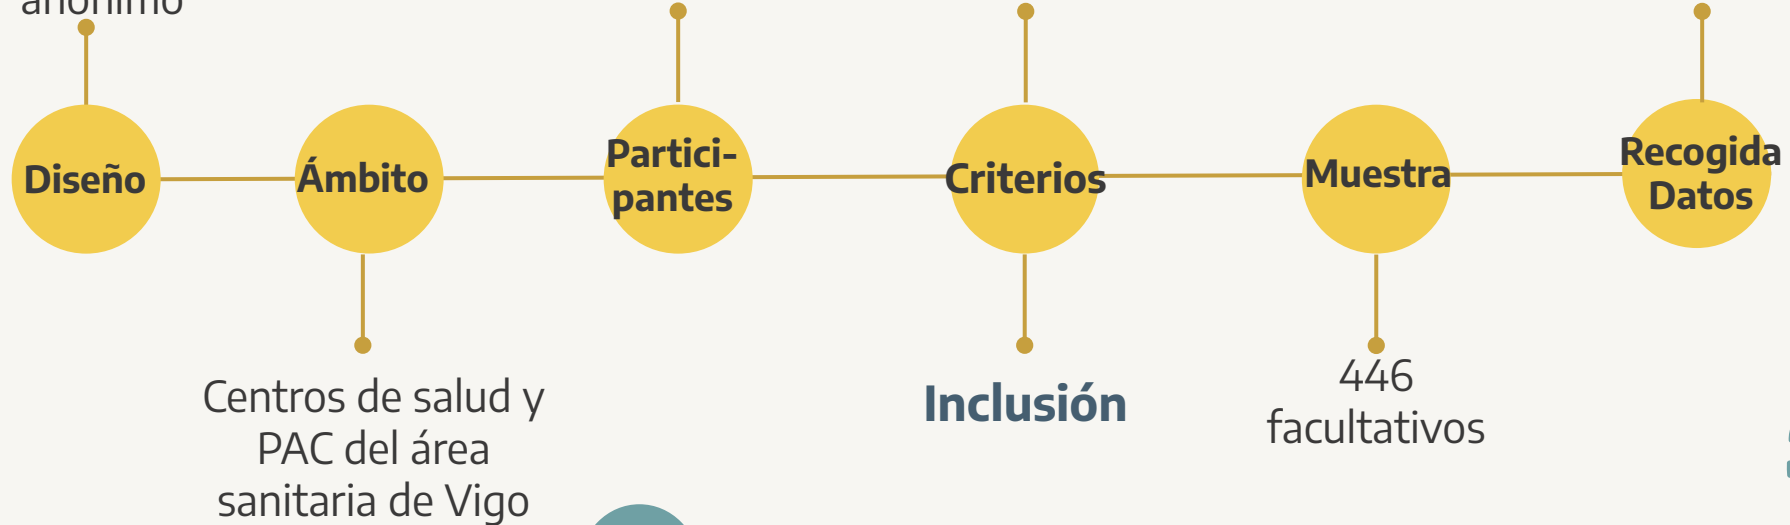 anónimo
Diseño
Ámbito
Partici-
pantes
Criterios
Muestra
Recogida
Datos
Centros de salud y
PAC del área
sanitaria de Vigo
Inclusión
446
facultativos